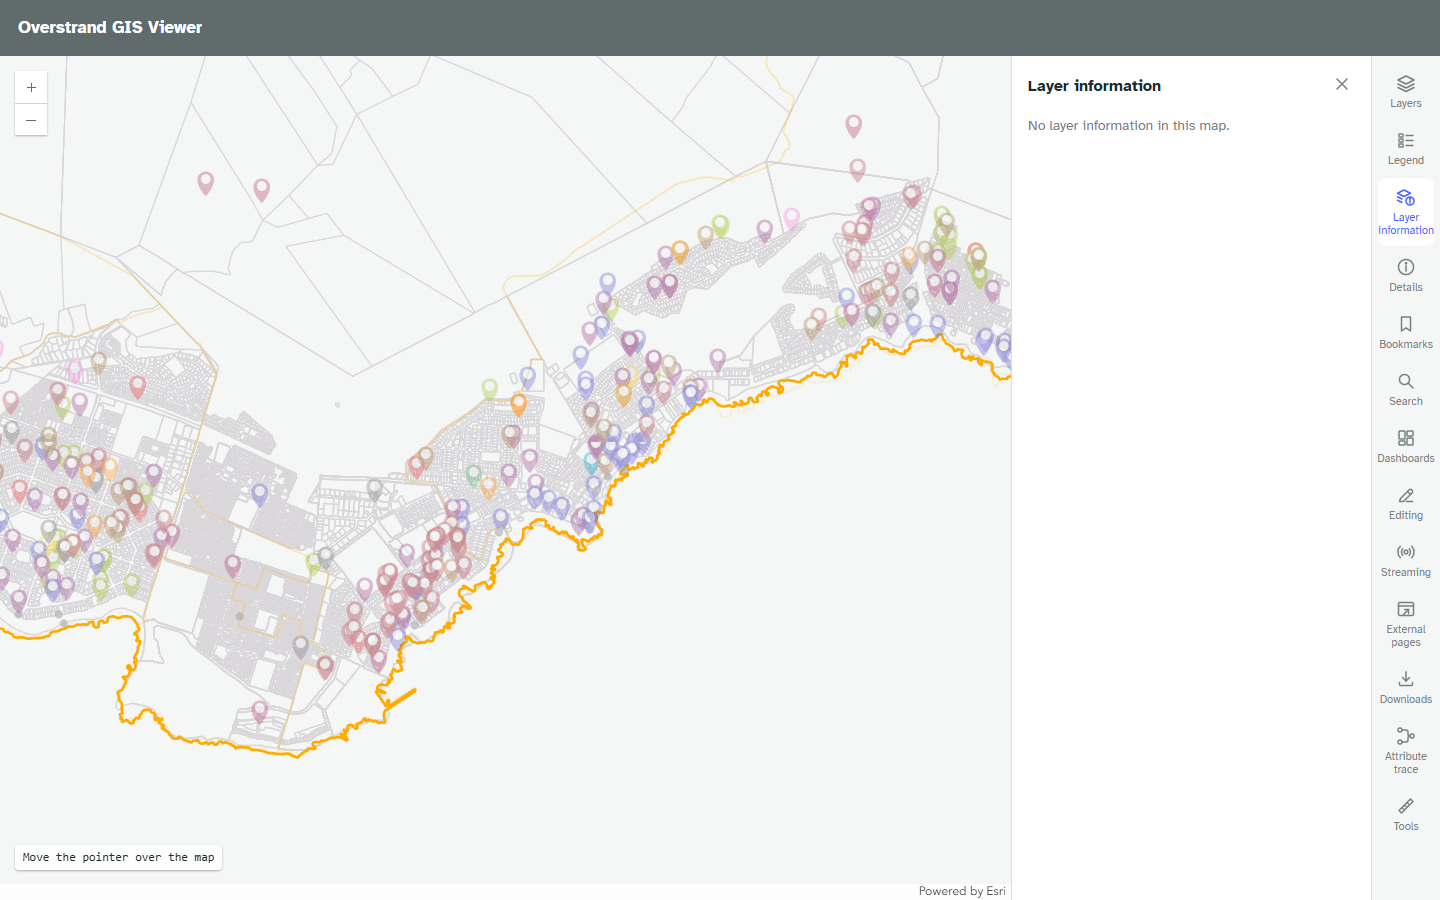 Overstrand GIS Viewer
+
−
Layer information
No layer information in this map.
Layers
Legend
Layer
information
Details
Bookmarks
Search
Dashboards
Editing
Streaming
External
pages
Downloads
Attribute
trace
Tools
Move the pointer over the map
Powered by Esri